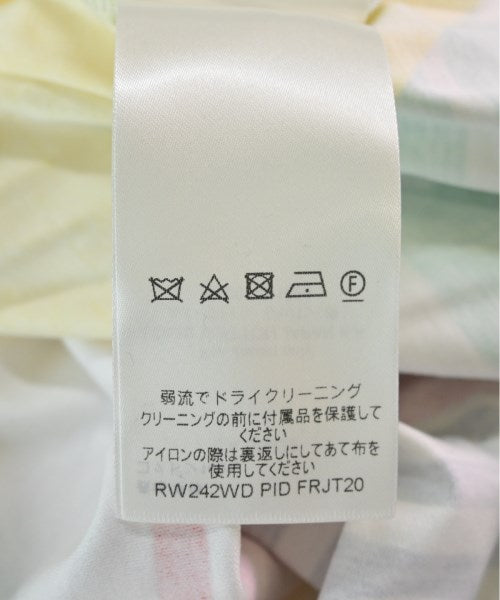 F
弱流でドライクリーニング
クリーニングの前に付属品を保護して
ください
アイロンの際は裏返しにしてあて布を
使用してください
RW242WD PID FRJT20